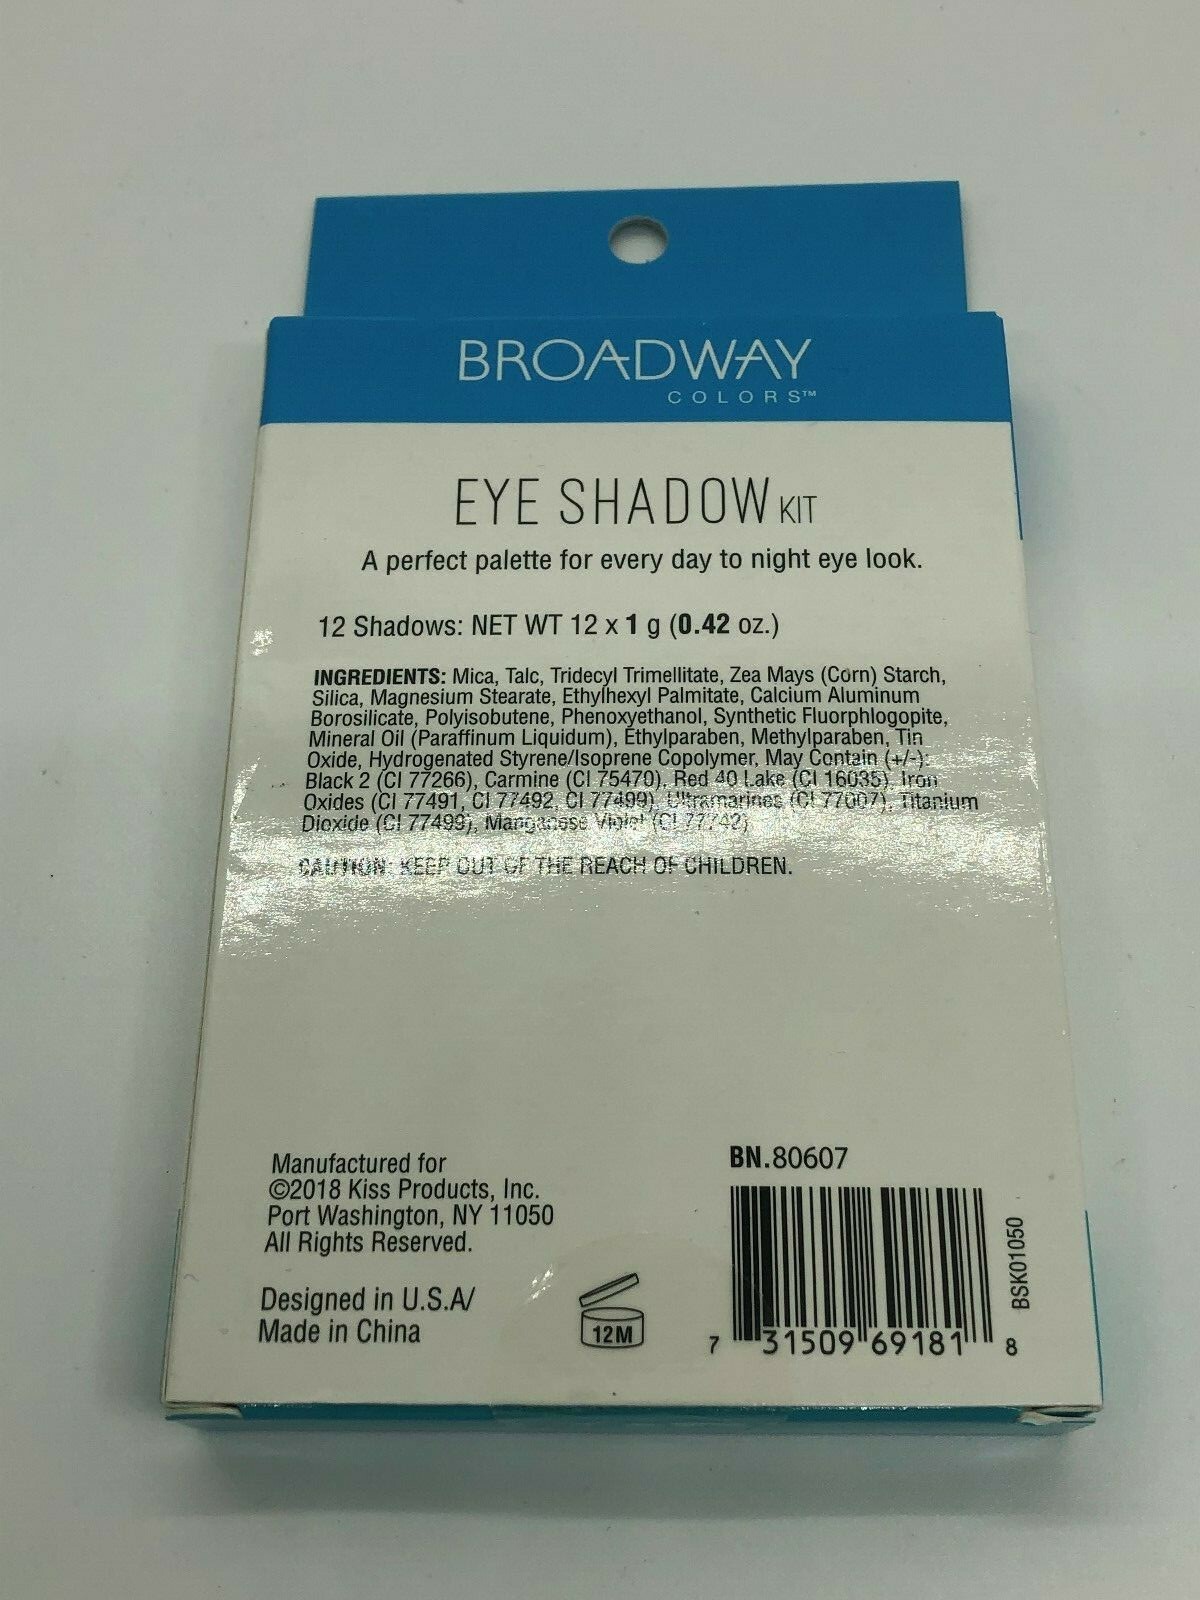 BROADWAY
COLORS™
EYE SHADOW KIT
A perfect palette for every day to night eye look.
12 Shadows: NET WT 12 x 1 g (0.42 oz.)
INGREDIENTS: Mica, Talc, Tridecyl Trimellitate, Zea Mays (Corn) Starch,
Silica, Magnesium Stearate, Ethylhexyl Palmitate, Calcium Aluminum
Borosilicate, Polyisobutene, Phenoxyethanol, Synthetic Fluorphlogopite,
Mineral Oil (Paraffinum Liquidum), Ethylparaben, Methylparaben, Tin
Oxide, Hydrogenated Styrene/Isoprene Copolymer, May Contain (+/-):
Black 2 (CI 77266), Carmine (CI 75470), Red 40 Lake (CI 16035), Iron
Oxides (CI 77491, CI 77492, CI 77499), Ultramarines (CI 77007), Titanium
Dioxide (CI 77499), Manganese Violet (CI 77742)
CAUTION: KEEP OUT OF THE REACH OF CHILDREN.
Manufactured for
©2018 Kiss Products, Inc.
Port Washington, NY 11050
All Rights Reserved.
Designed in U.S.A/
Made in China
12M
BN.80607
BSK01050
7 31509 69181 8